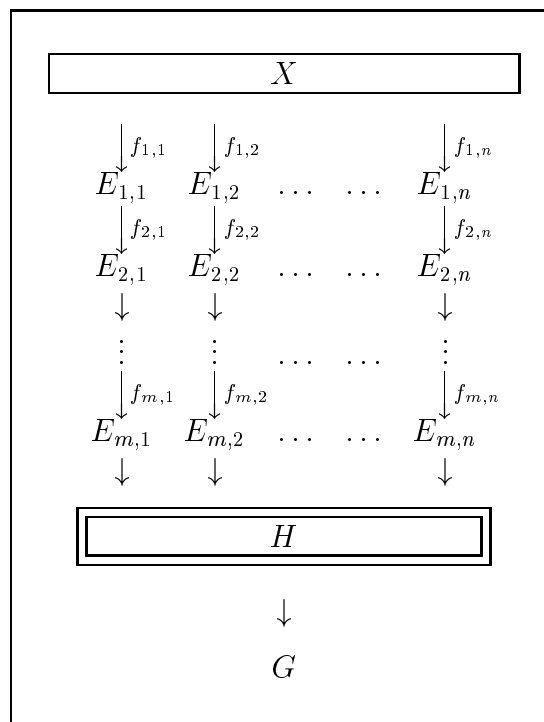 X
f_{1,1} f_{1,2} f_{1,n}
E_{1,1} E_{1,2} ... ... E_{1,n}
f_{2,1} f_{2,2} f_{2,n}
E_{2,1} E_{2,2} ... ... E_{2,n}
⋮ ⋮ ... ... ⋮
f_{m,1} f_{m,2} f_{m,n}
E_{m,1} E_{m,2} ... ... E_{m,n}
H
G